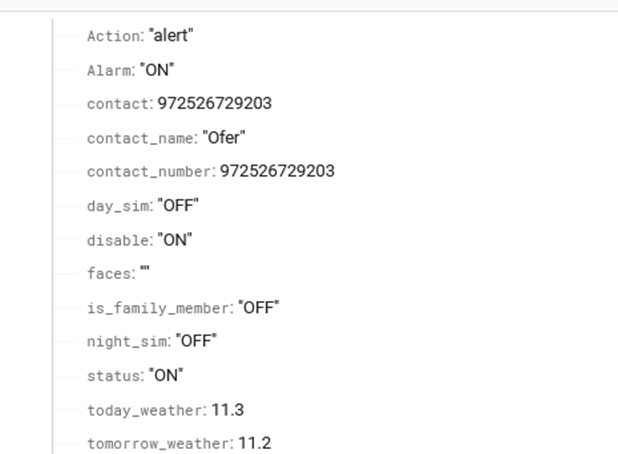 Action: "alert"
Alarm: "ON"
contact: 972526729203
contact_name: "Ofer"
contact_number: 972526729203
day_sim: "OFF"
disable: "ON"
faces: ""
is_family_member: "OFF"
night_sim: "OFF"
status: "ON"
today_weather: 11.3
tomorrow_weather: 11.2